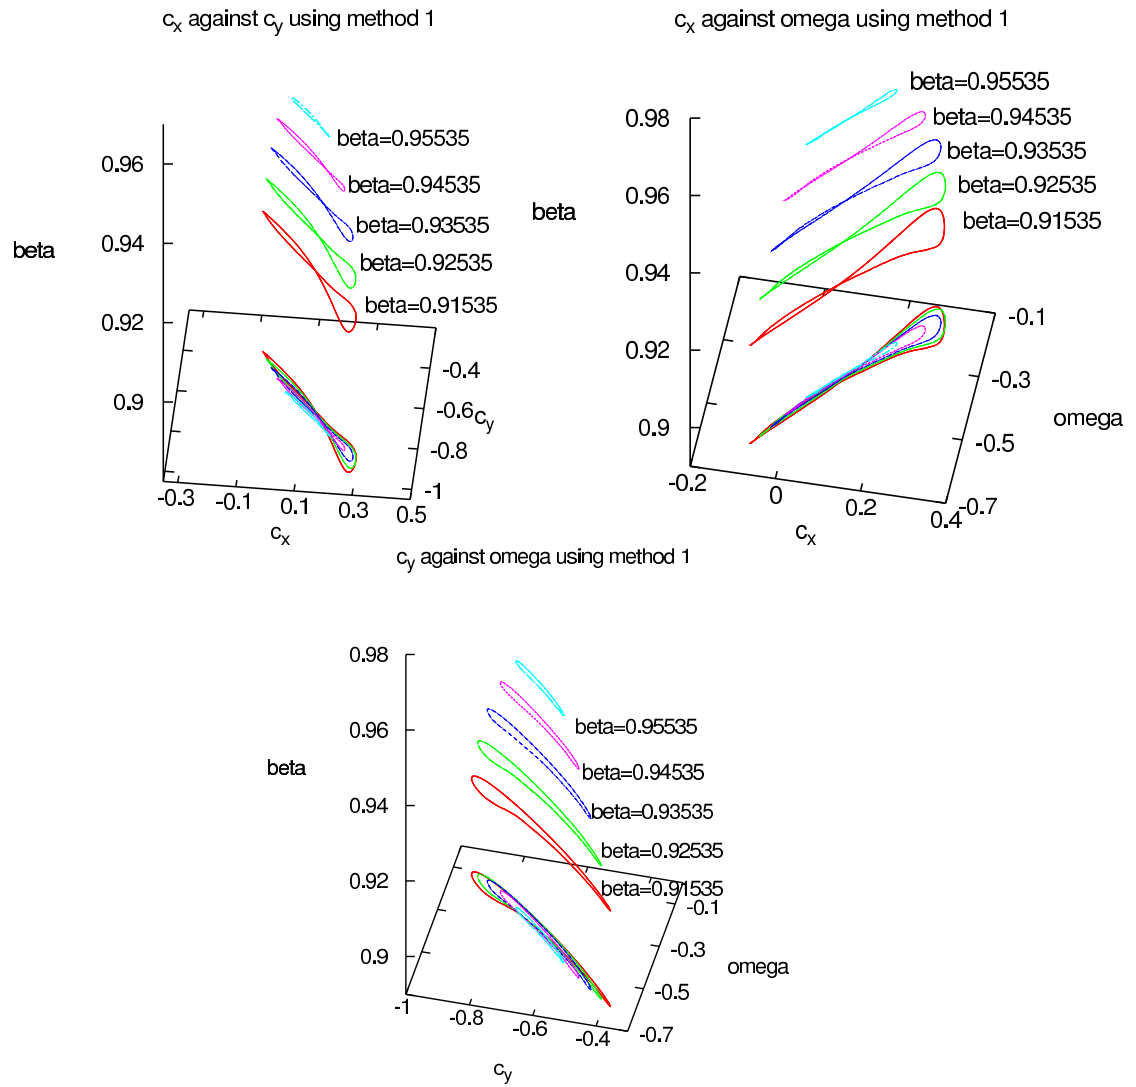 c_x against c_y using method 1
beta
0.96
0.94
0.92
0.9
beta=0.95535
beta=0.94535
beta=0.93535
beta=0.92535
beta=0.91535
-0.4
-0.6
c_y
-0.8
-1
-0.3
-0.1
0.1
0.3
0.5
c_x
c_x against omega using method 1
beta
0.98
0.96
0.94
0.92
0.9
beta=0.95535
beta=0.94535
beta=0.93535
beta=0.92535
beta=0.91535
-0.1
-0.3
-0.5
-0.7
omega
-0.2
0
0.2
0.4
c_x
c_y against omega using method 1
beta
0.98
0.96
0.94
0.92
0.9
beta=0.95535
beta=0.94535
beta=0.93535
beta=0.92535
beta=0.91535
-0.1
-0.3
-0.5
-0.7
omega
-1
-0.8
-0.6
-0.4
c_y